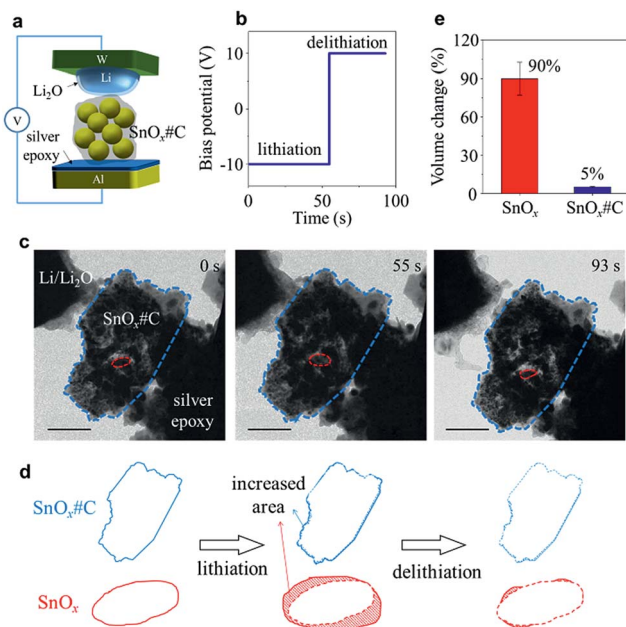 a
W
Li
Li₂O
V
SnOₓ#C
silver
epoxy
Al
b
Bias potential (V)
10
0
-10
delithiation
lithiation
0
50
100
Time (s)
e
Volume change (%)
120
90
60
30
0
90%
5%
SnOₓ
SnOₓ#C
c
Li/Li₂O
SnOₓ#C
silver
epoxy
0 s
55 s
93 s
d
SnOₓ#C
SnOₓ
lithiation
increased
area
delithiation